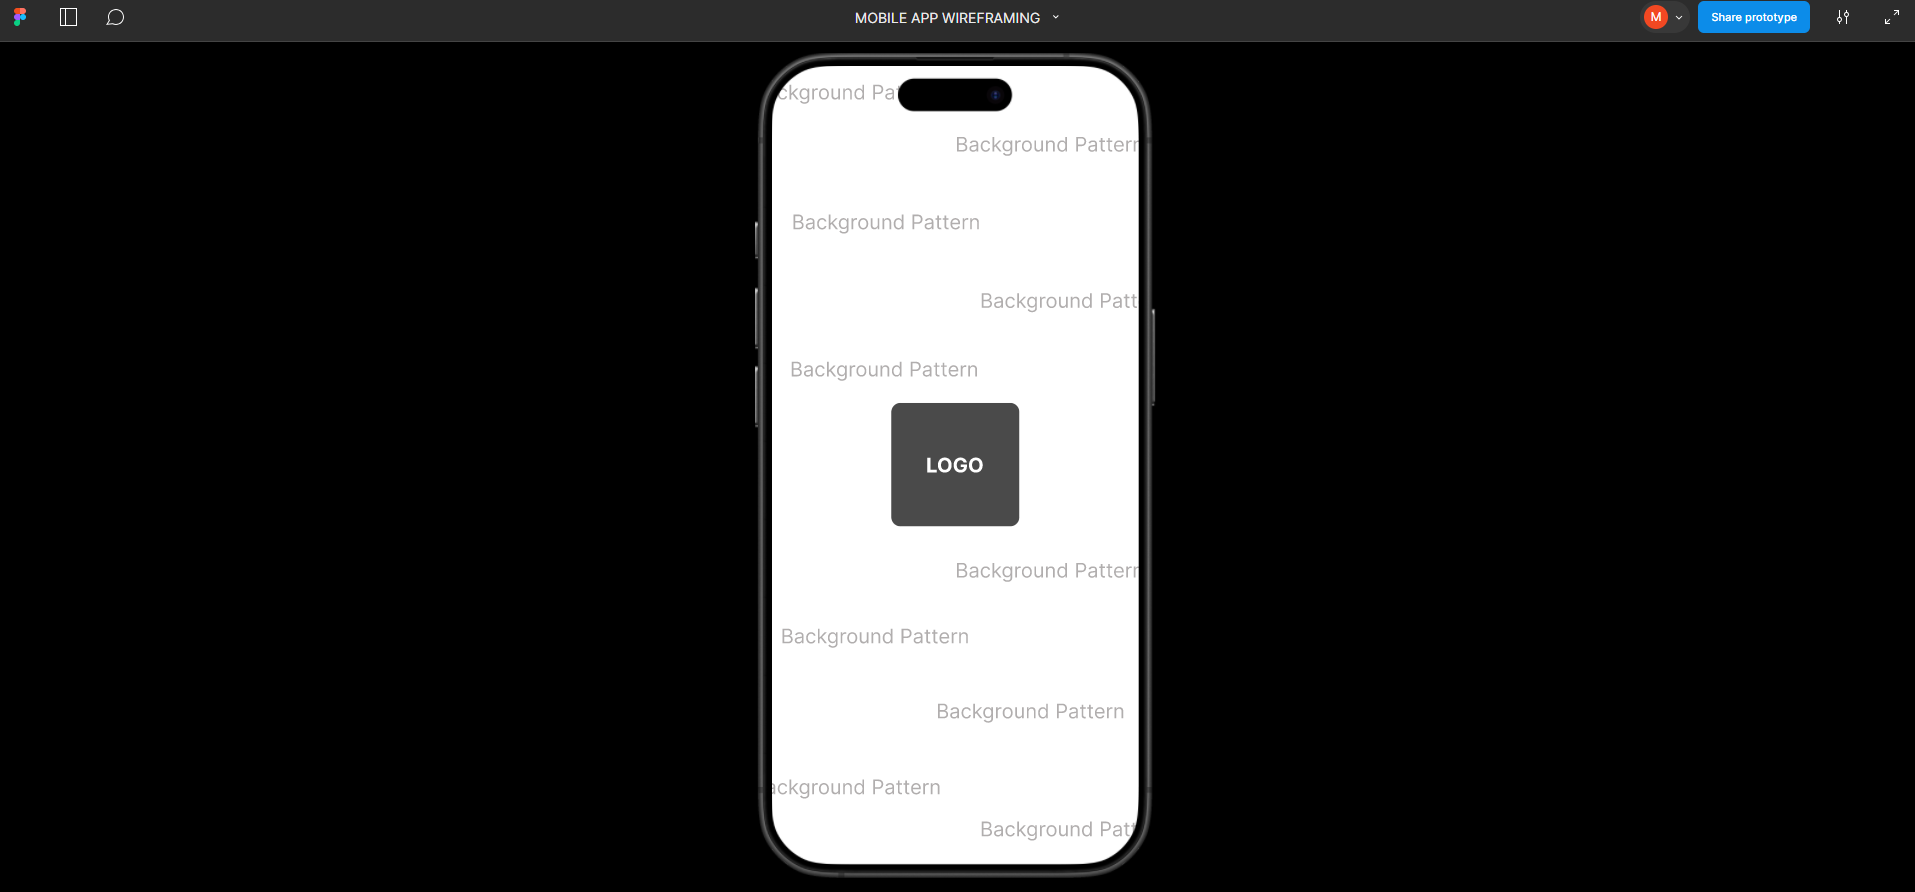 MOBILE APP WIREFRAMING
M
Share prototype
ckground Pa
Background Pattern
Background Pattern
Background Patt
Background Pattern
LOGO
Background Pattern
Background Pattern
Background Pattern
ackground Pattern
Background Patt